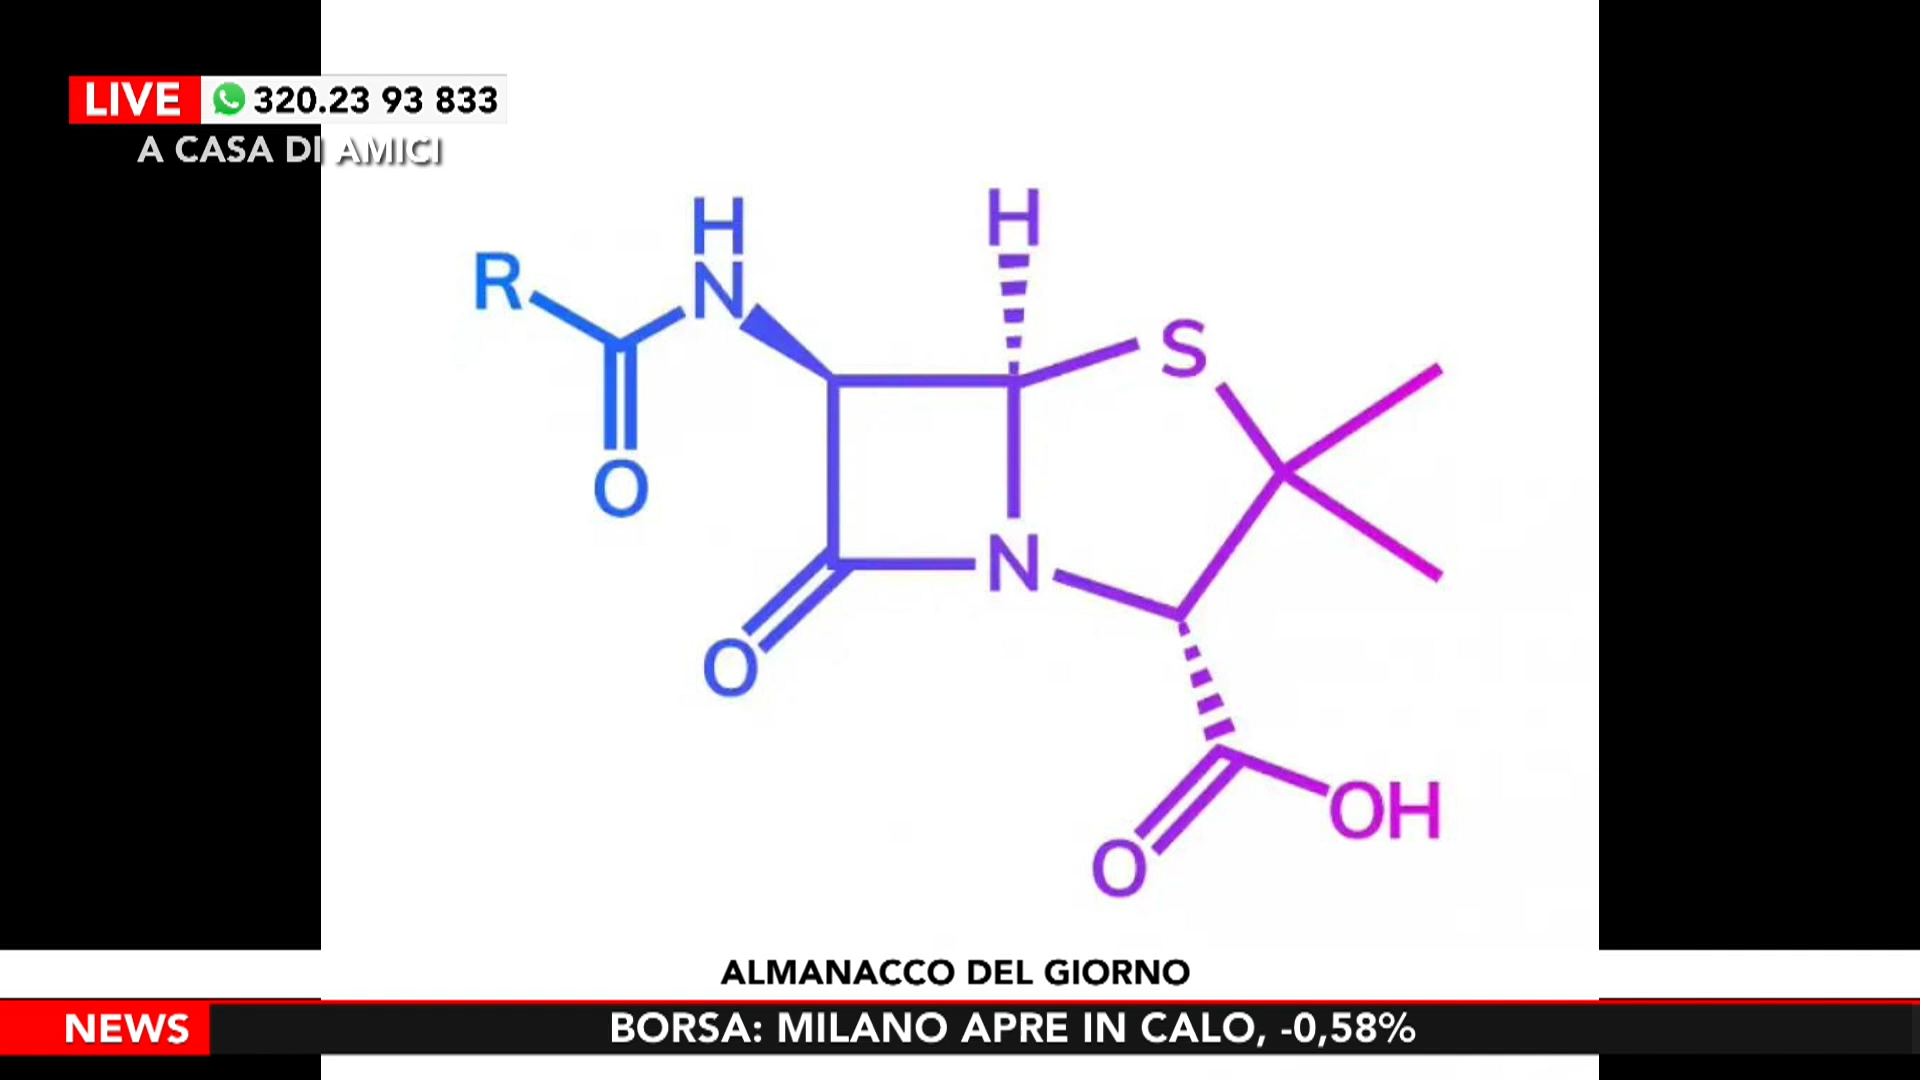 LIVE 320.23 93 833
A CASA DI AMICI
H
H
R
N
S
O
N
O
OH
O
ALMANACCO DEL GIORNO
NEWS BORSA: MILANO APRE IN CALO, -0,58%